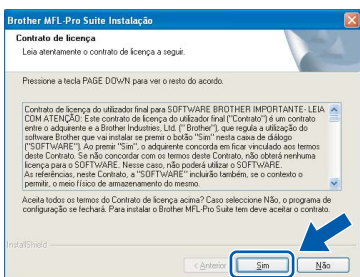 Brother MFL-Pro Suite Instalação
Contrato de licença
Leia atentamente o contrato de licença a seguir.
Pressione a tecla PAGE DOWN para ver o resto do acordo.
Contrato de licença do utilizador final para SOFTWARE BROTHER IMPORTANTE- LEIA
COM ATENÇÃO: Este contrato de licença do utilizador final ("Contrato") é um contrato
entre o adquirente e a Brother Industries, Ltd. ("Brother"), que regula a utilização do
software Brother que vai instalar se premir o botão "Sim" nesta caixa de diálogo
("SOFTWARE"). Ao premir "Sim", o adquirente concorda em ficar vinculado aos termos
deste Contrato. Se não concordar com os termos deste Contrato, não obterá nenhuma
licença para o SOFTWARE. Nesse caso, não poderá utilizar o SOFTWARE.
As referências, neste Contrato, a "SOFTWARE" incluirão também, se o contexto o
permitir, o meio físico de armazenamento do mesmo.
Aceita todos os termos do Contrato de licença acima? Caso seleccione Não, o programa de
configuração se fechará. Para instalar o Brother MFL-Pro Suite tem deve aceitar o contrato.
InstallShield
< Anterior Sim Não